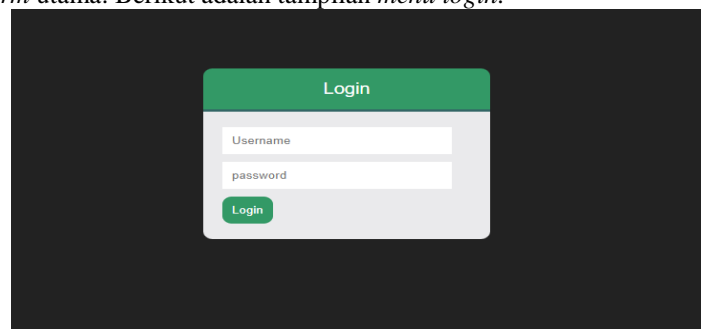 utama. Berikut adalah tampilan menu login.
Login
Username
password
Login